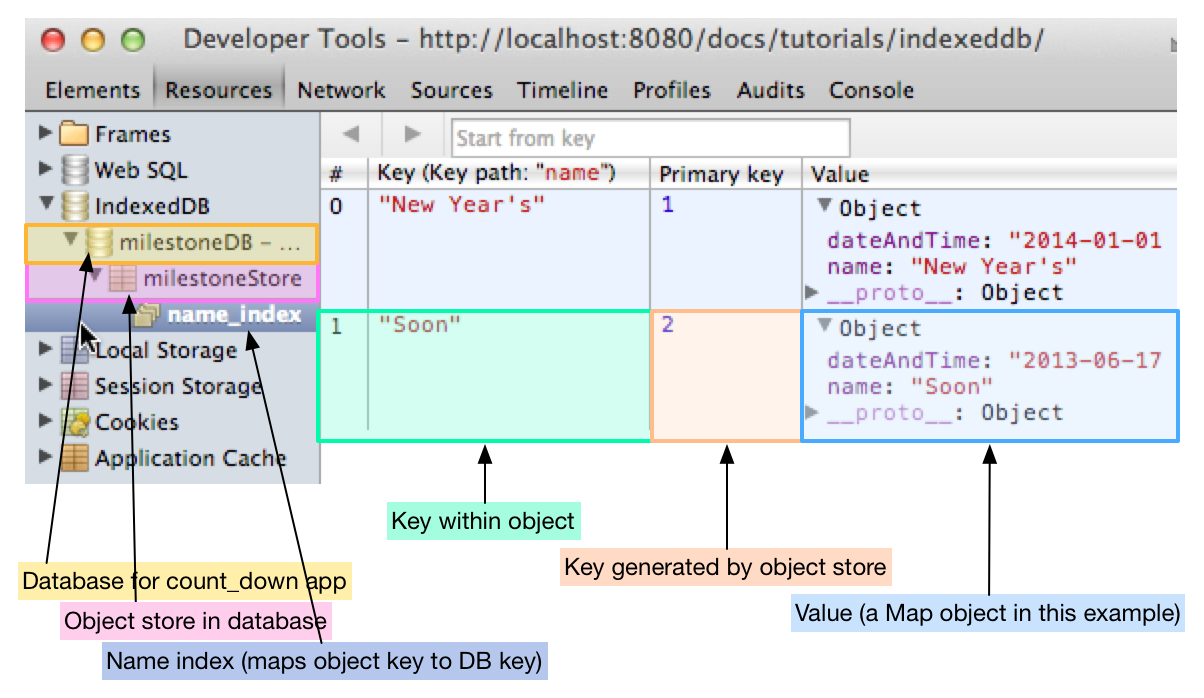 Developer Tools – http://localhost:8080/docs/tutorials/indexeddb/
Elements Resources Network Sources Timeline Profiles Audits Console
Frames
Web SQL
IndexedDB
milestoneDB – ...
milestoneStore
name_index
Local Storage
Session Storage
Cookies
Application Cache
Start from key
# Key (Key path: "name") Primary key Value
0 "New Year's" 1 Object
dateAndTime: "2014-01-01
name: "New Year's"
__proto__: Object
1 "Soon" 2 Object
dateAndTime: "2013-06-17
name: "Soon"
__proto__: Object
Key within object
Key generated by object store
Value (a Map object in this example)
Database for count_down app
Object store in database
Name index (maps object key to DB key)